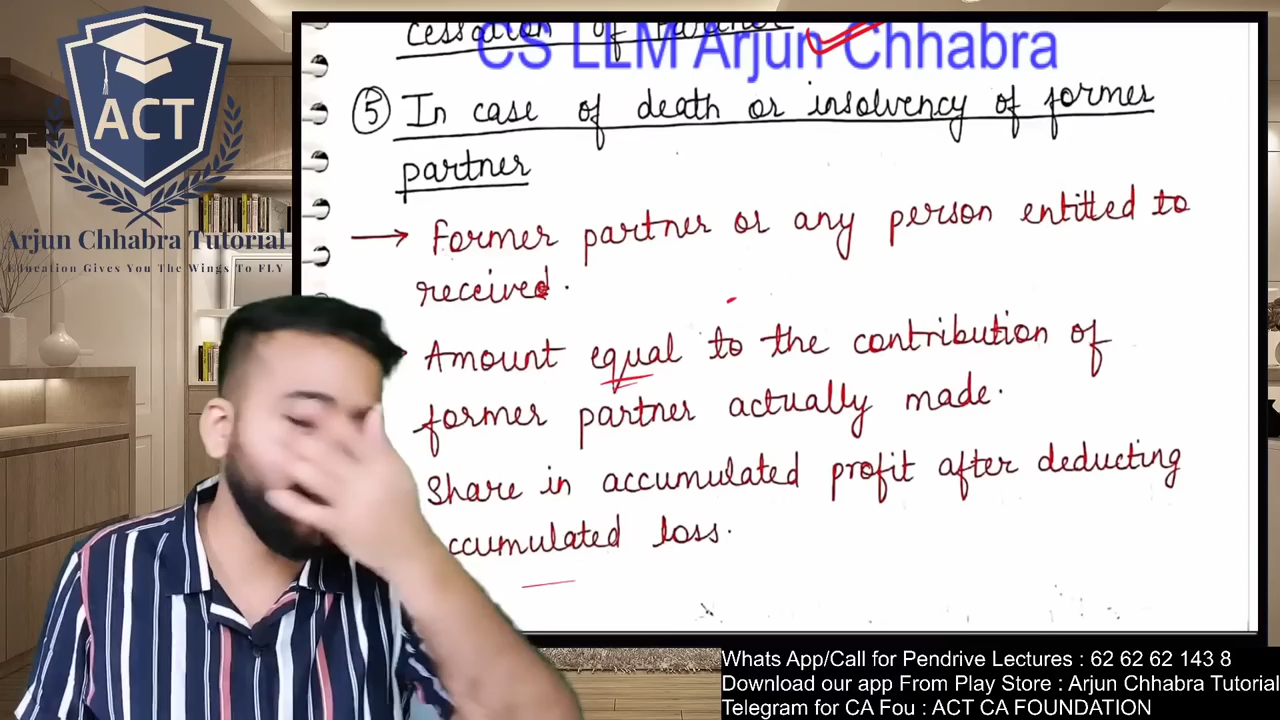 ACT
Arjun Chhabra Tutorial
Education Gives You The Wings To FLY
cessation of Partner
CS LLM Arjun Chhabra
⑤ In case of death or insolvency of former
partner
→ Former partner or any person entitled to
received.
Amount equal to the contribution of
former partner actually made.
Share in accumulated profit after deducting
ccumulated loss.
Whats App/Call for Pendrive Lectures : 62 62 62 143 8
Download our app From Play Store : Arjun Chhabra Tutorial
Telegram for CA Fou : ACT CA FOUNDATION